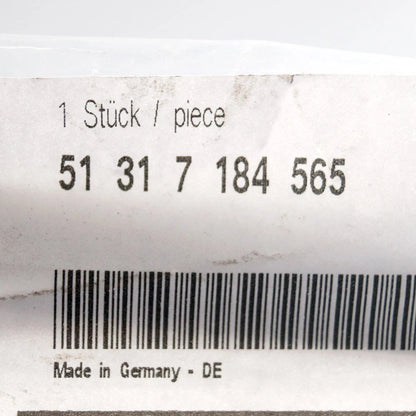 1 Stück / piece
51 31 7 184 565
Made in Germany - DE